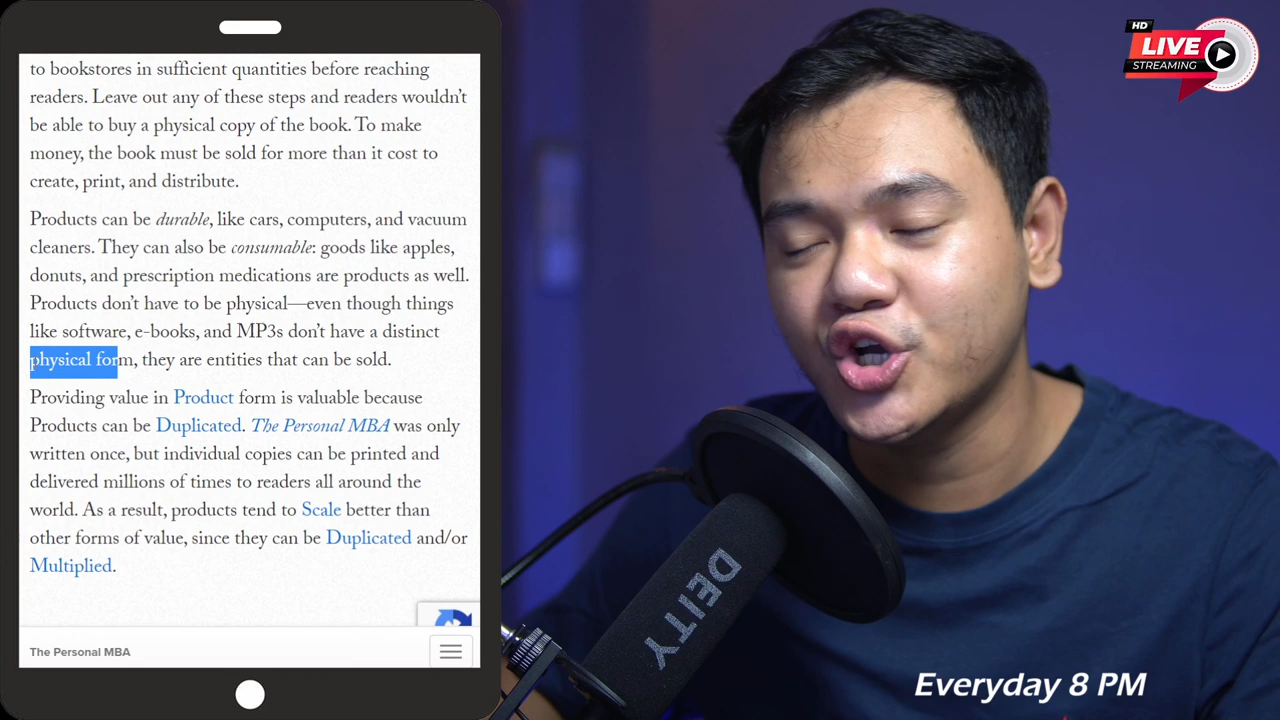 to bookstores in sufficient quantities before reaching
readers. Leave out any of these steps and readers wouldn’t
be able to buy a physical copy of the book. To make
money, the book must be sold for more than it cost to
create, print, and distribute.
Products can be durable, like cars, computers, and vacuum
cleaners. They can also be consumable: goods like apples,
donuts, and prescription medications are products as well.
Products don’t have to be physical—even though things
like software, e-books, and MP3s don’t have a distinct
physical form, they are entities that can be sold.
Providing value in Product form is valuable because
Products can be Duplicated. The Personal MBA was only
written once, but individual copies can be printed and
delivered millions of times to readers all around the
world. As a result, products tend to Scale better than
other forms of value, since they can be Duplicated and/or
Multiplied.
The Personal MBA
HD
LIVE
STREAMING
DEITY
Everyday 8 PM